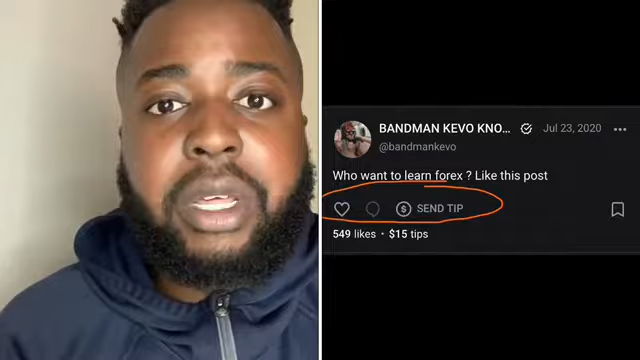 BANDMAN KEVO KNO... Jul 23, 2020
@bandmankevo
Who want to learn forex ? Like this post
SEND TIP
549 likes • $15 tips